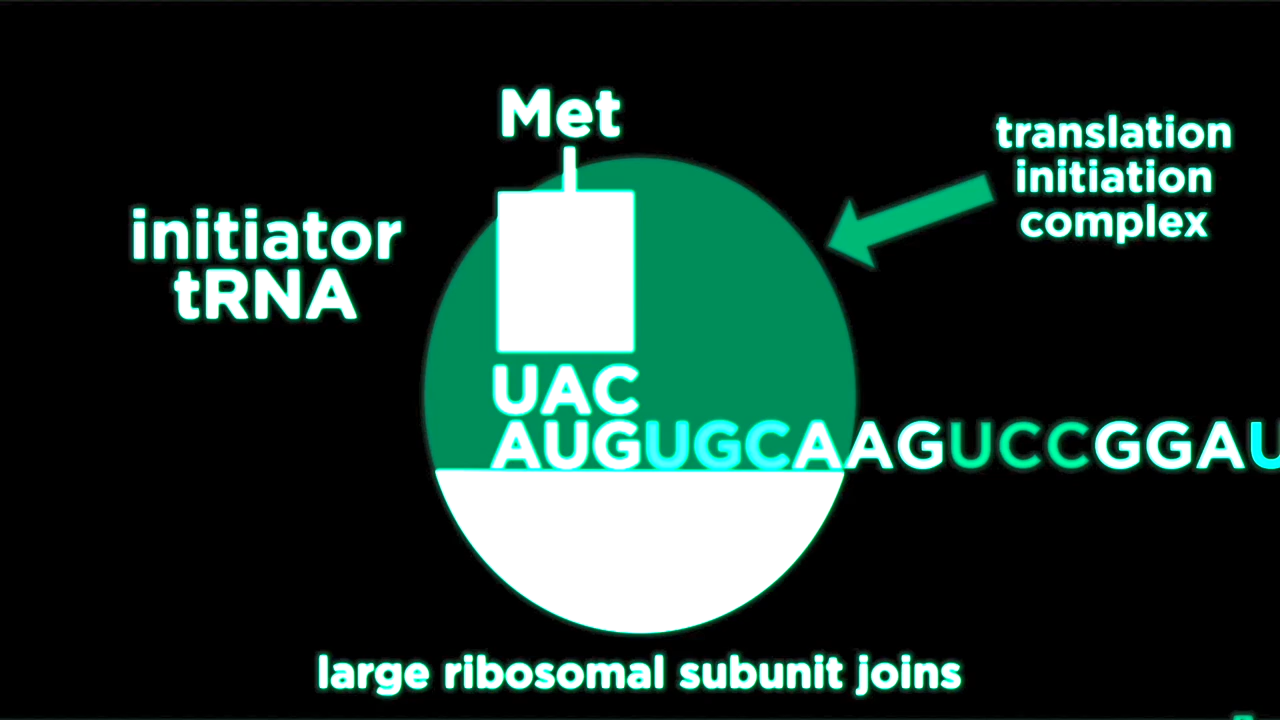 Met
initiator
tRNA
translation
initiation
complex
UAC
AUGUGCAAGUCCGGAU
large ribosomal subunit joins